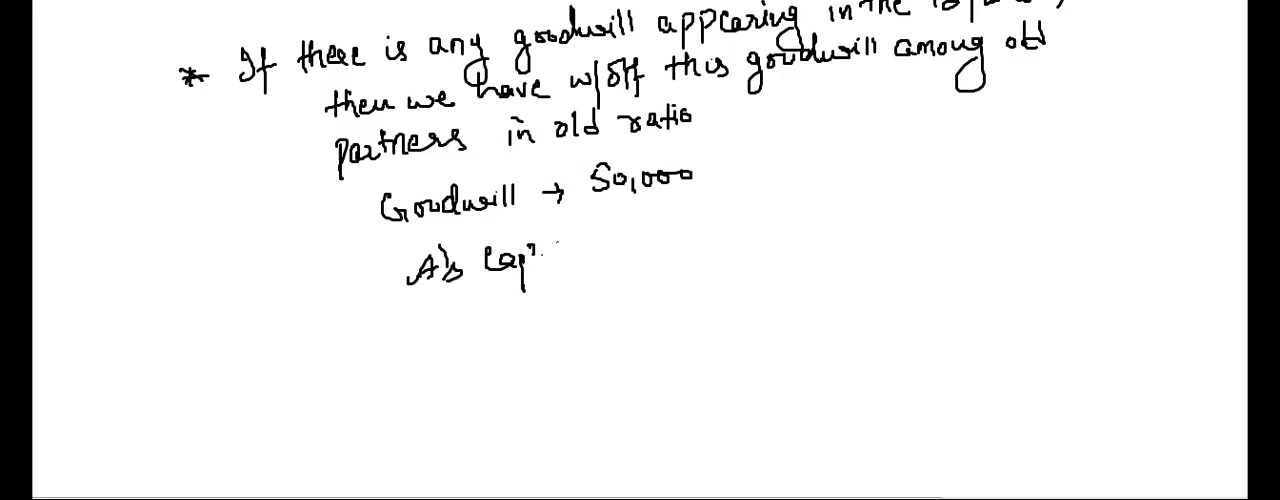 * If there is any goodwill appearing in the
then we have w/off this goodwill among old
partners in old ratio
Goodwill → 50,000
A's Cap